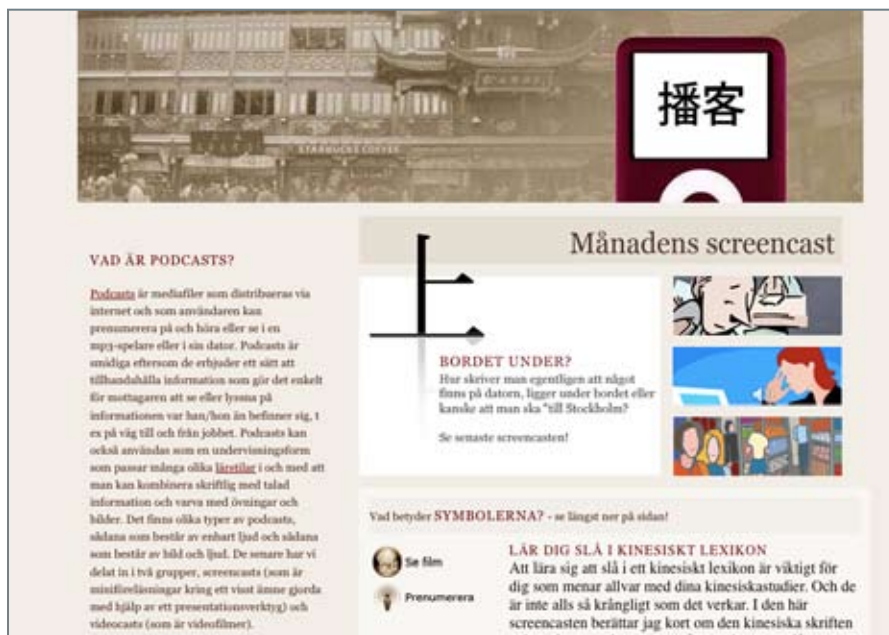 STARBUCKS COFFEE
播客
VAD ÄR PODCASTS?
Podcasts är mediafiler som distribueras via
internet och som användaren kan
prenumerera på och höra eller se i en
mp3-spelare eller i sin dator. Podcasts är
smidiga eftersom de erbjuder ett sätt att
tillhandahålla information som gör det enkelt
för mottagaren att se eller lyssna på
informationen var han/hon än befinner sig, t
ex på väg till och från jobbet. Podcasts kan
också användas som en undervisningsform
som passar många olika lärstilar i och med att
man kan kombinera skriftlig med talad
information och varva med övningar och
bilder. Det finns olika typer av podcasts,
sådana som består av enbart ljud och sådana
som består av bild och ljud. De senare har vi
delat in i två grupper, screencasts (som är
miniföreläsningar kring ett visst ämne gjorda
med hjälp av ett presentationsverktyg) och
videocasts (som är videofilmer).
Månadens screencast
上
BORDET UNDER?
Hur skriver man egentligen att något
finns på datorn, ligger under bordet eller
kanske att man ska "till Stockholm?
Se senaste screencasten!
Vad betyder SYMBOLERNA? - se längst ner på sidan!
Se film
Prenumerera
LÄR DIG SLÅ I KINESISKT LEXIKON
Att lära sig att slå i ett kinesiskt lexikon är viktigt för
dig som menar allvar med dina kinesiskastudier. Och de
är inte alls så krångligt som det verkar. I den här
screencasten berättar jag kort om den kinesiska skriften